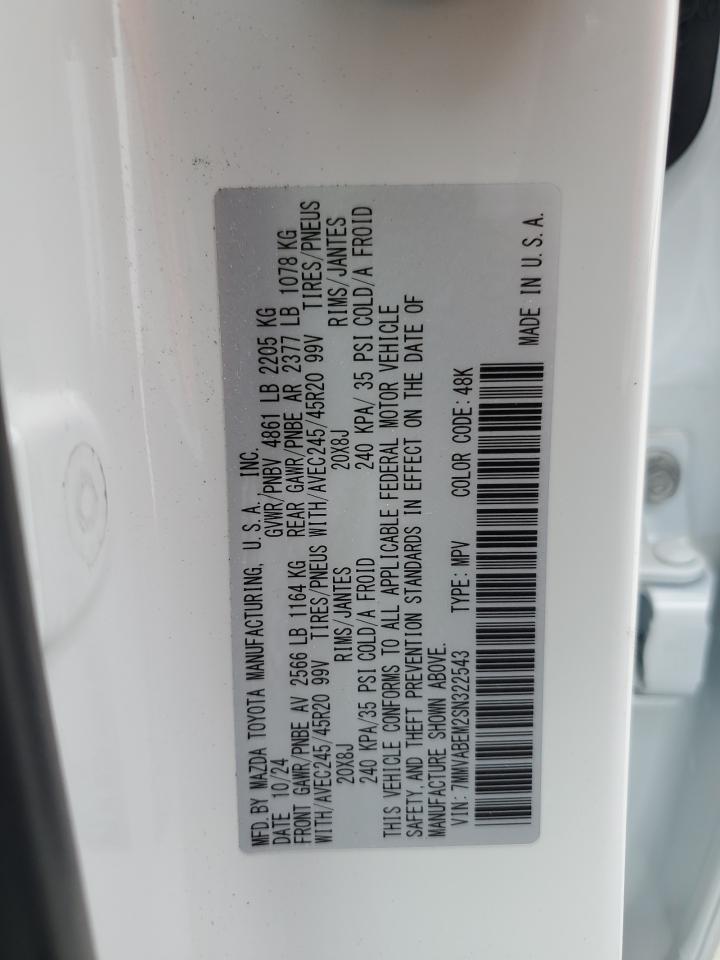 MFD. BY MAZDA TOYOTA MANUFACTURING, U.S.A. INC.
DATE 10/24 GVWR/PNBV 4861 LB 2205 KG
FRONT GAWR/PNBE AV 2566 LB 1164 KG REAR GAWR/PNBE AR 2377 LB 1078 KG
WITH/AVEC245/45R20 99V TIRES/PNEUS WITH/AVEC245/45R20 99V TIRES/PNEUS
20X8J RIMS/JANTES 20X8J RIMS/JANTES
240 KPA/35 PSI COLD/A FROID 240 KPA/ 35 PSI COLD/A FROID
THIS VEHICLE CONFORMS TO ALL APPLICABLE FEDERAL MOTOR VEHICLE
SAFETY, AND THEFT PREVENTION STANDARDS IN EFFECT ON THE DATE OF
MANUFACTURE SHOWN ABOVE.
VIN: 7MMVABEM2SN322543 TYPE: MPV COLOR CODE: 48K
MADE IN U.S.A.